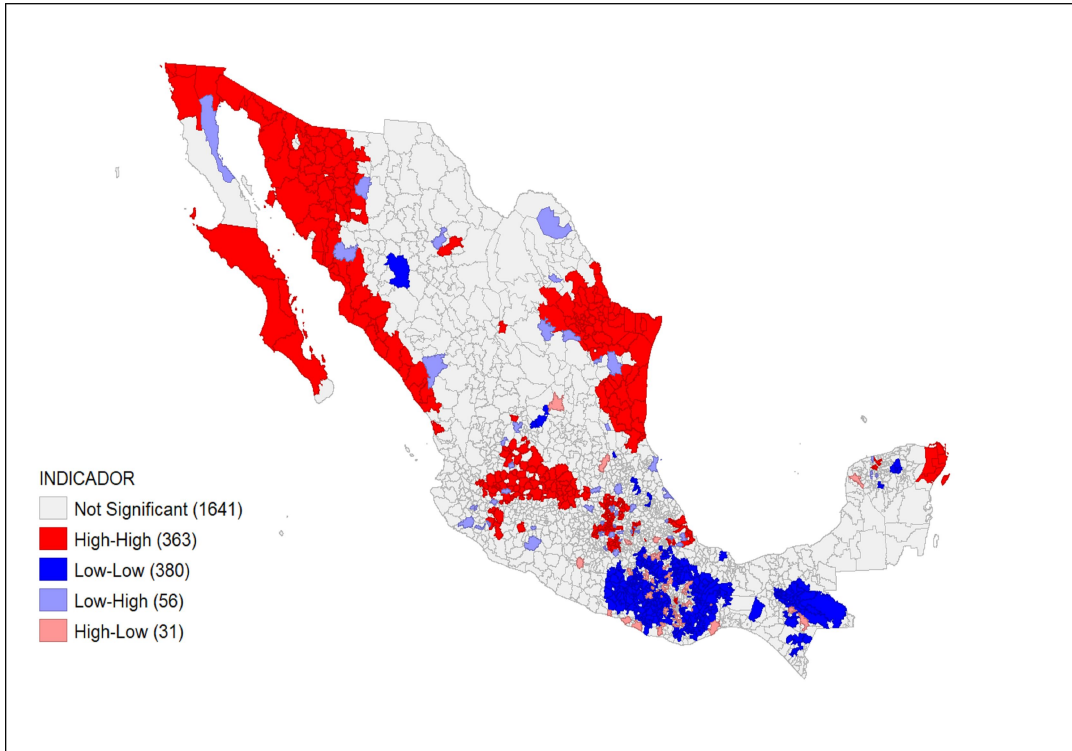 INDICADOR
Not Significant (1641)
High-High (363)
Low-Low (380)
Low-High (56)
High-Low (31)